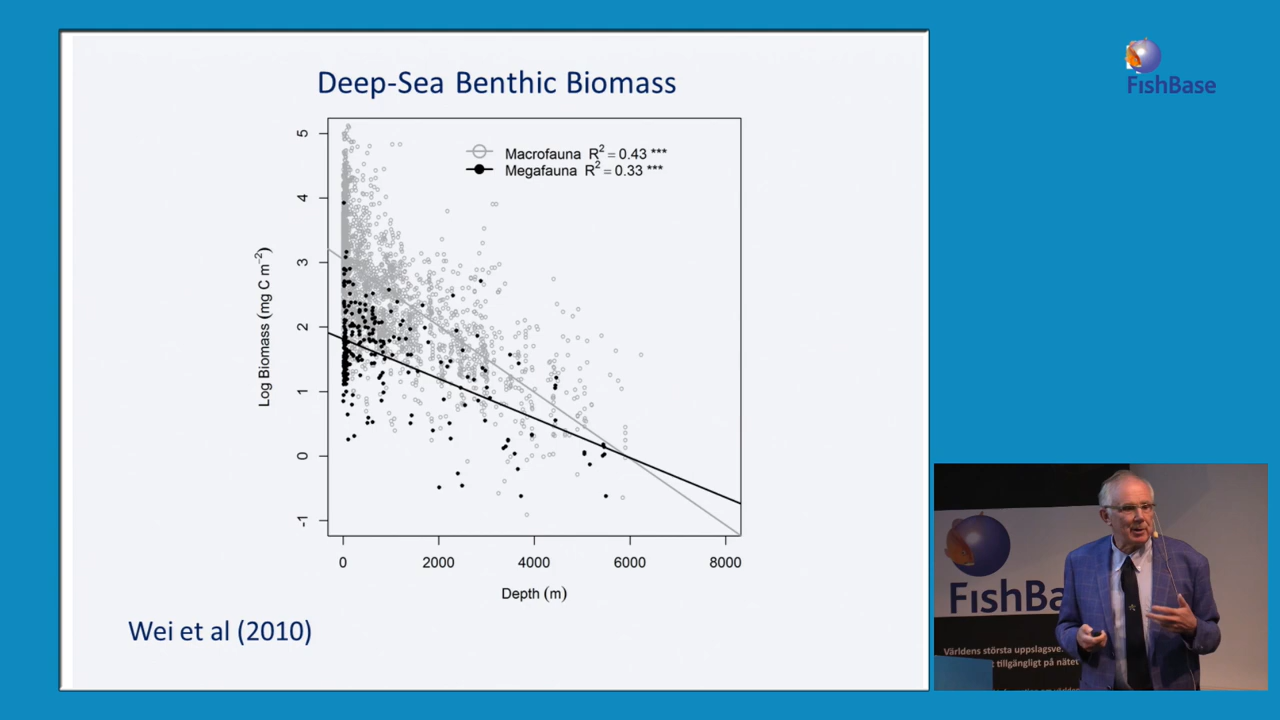 Deep-Sea Benthic Biomass
FishBase
Macrofauna R² = 0.43 ***
Megafauna R² = 0.33 ***
5
4
3
2
1
0
-1
Log Biomass (mg C m⁻²)
0 2000 4000 6000 8000
Depth (m)
Wei et al (2010)
FishBa
Världens största uppslagsve
tillgängligt på nätet